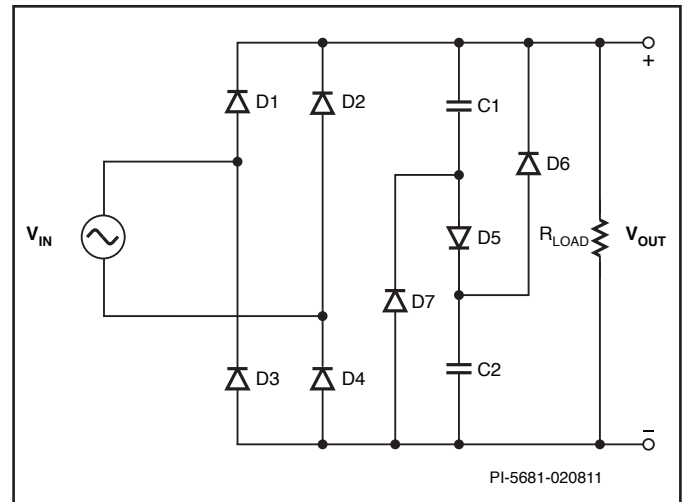 D1
D2
C1
+
D6
V_IN
D5
R_LOAD
V_OUT
D7
D3
D4
C2
−
PI-5681-020811